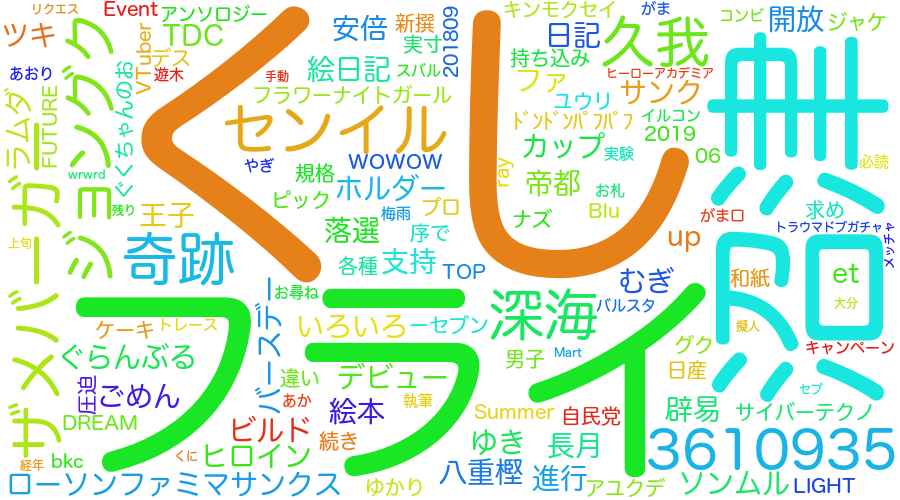 リクエス
Event
アンソロジー
ツキ
TDC
安倍
新撰
201809
キンモクセイ
がま
コンビ
開放
ジャケ
あおり
VTuber
デス
遊木
絵日記
実寸
スバル
日記
久我
持ち込み
手動
フラワーナイトガール
ファ
ヒーローアカデミア
サンク
無
ラムダ
FUTURE
ジョングク
ちゃんのお
ぐく
くし
センイル
ユウリ
ドンドンパフパフ
イルコン
2019
wrwrd
やぎ
規格
WOWOW
カップ
実験
06
必読
ザメハバーガー
残り
王子
ピック
ホルダー
梅雨
プロ
ray
帝都
お札
Blu
がま口
求め
トラウマドブガチャ
メッチャ
上旬
奇跡
落選
序で
ナズ
up
各種
支持
TOP
むぎ
和紙
沼
et
お尋ね
フライ
バースデー
深海
バルスタ
大分
ケーキ
トレース
いろいろ
ーセブン
擬人
ぐらんぶる
違い
デビュー
男子
Mart
グク
キャンペーン
圧迫
ごめん
あか
絵本
執筆
日産
セブ
DREAM
ビルド
続き
Summer
自民党
辟易
サイバーテクノ
経年
bkc
くに
ヒロイン
ゆき
長月
3610935
ローソンファミマサンクス
ゆかり
八重樫
進行
アユクデ
ソンムル
LIGHT